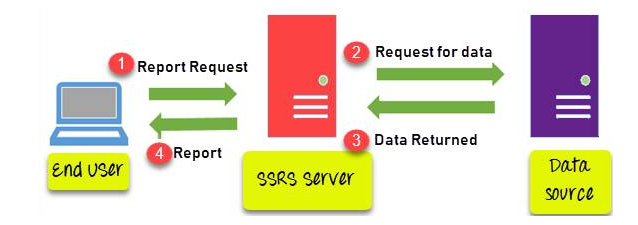 1 Report Request
2 Request for data
3 Data Returned
4 Report
End User
SSRS Server
Data
source